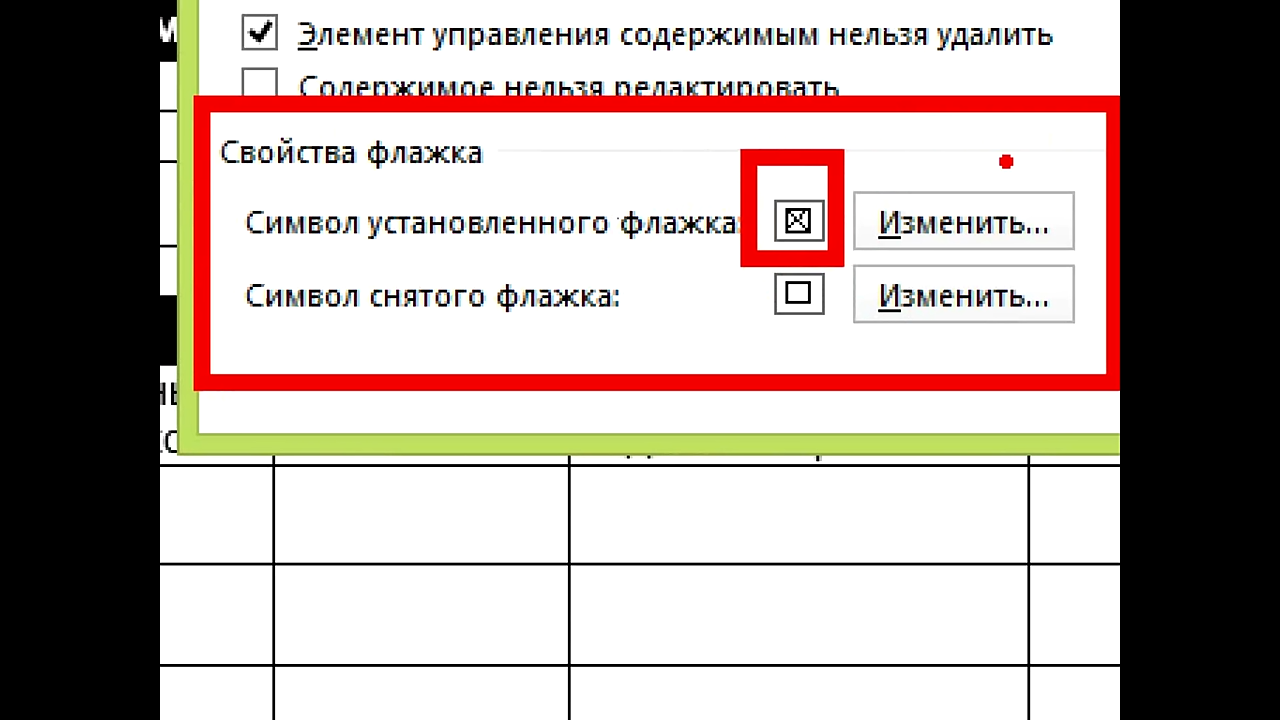 Элемент управления содержимым нельзя удалить
Содержимое нельзя редактировать
Свойства флажка
Символ установленного флажка:
Изменить...
Символ снятого флажка:
Изменить...